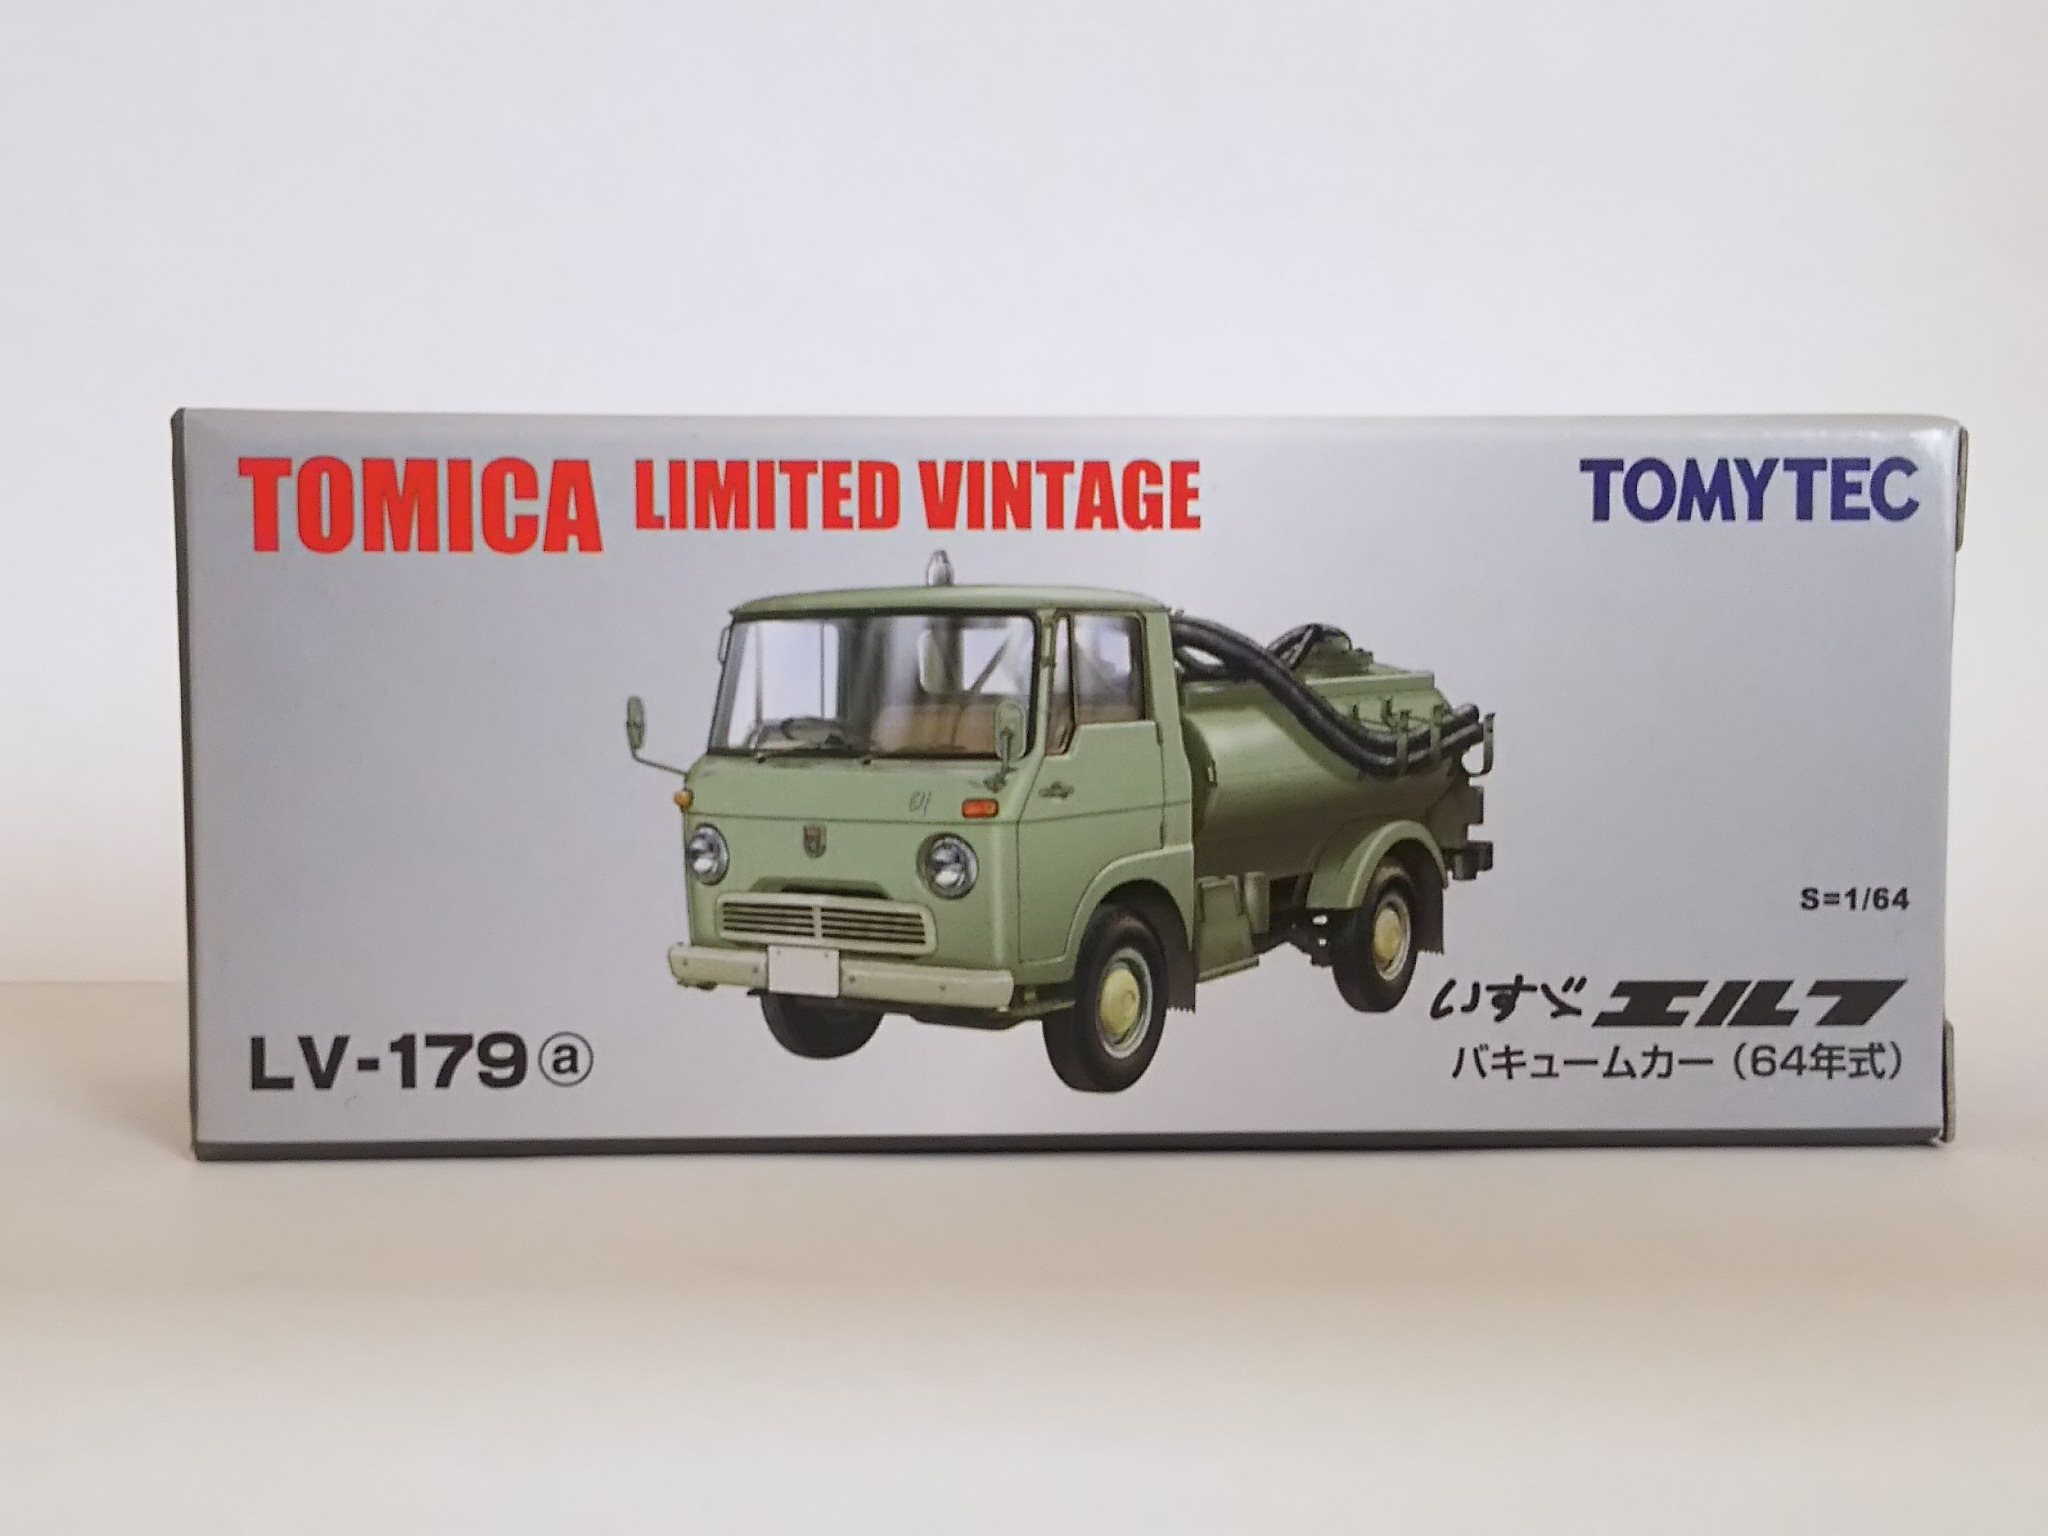 TOMICA LIMITED VINTAGE
TOMYTEC
S=1/64
いすゞ エルフ
バキュームカー（64年式）
LV-179ⓐ